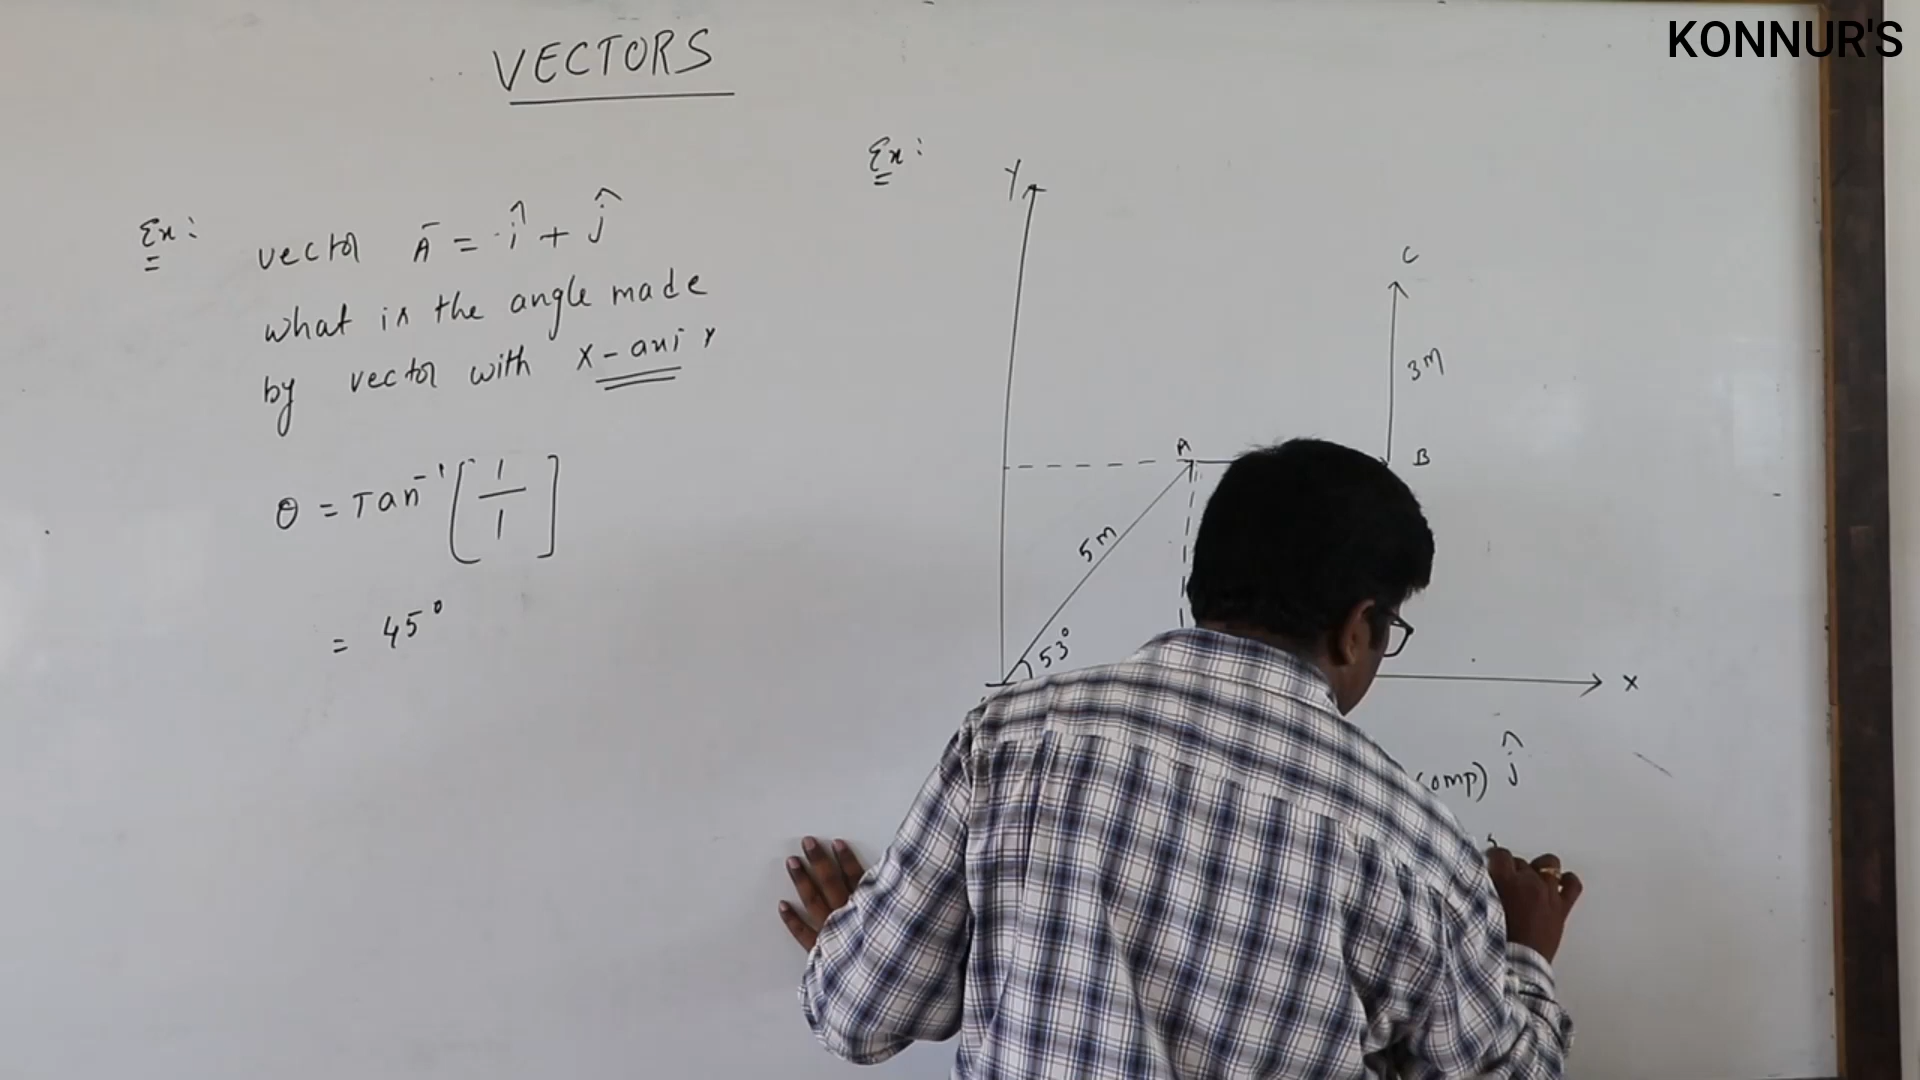 KONNUR'S
VECTORS
Ex:
vector A̅ = î + ĵ
what is the angle made
by vector with X-axis
θ = Tan⁻¹ [1/1]
= 45°
Ex:
Y
C
3M
A
B
5M
53°
X
comp) ĵ